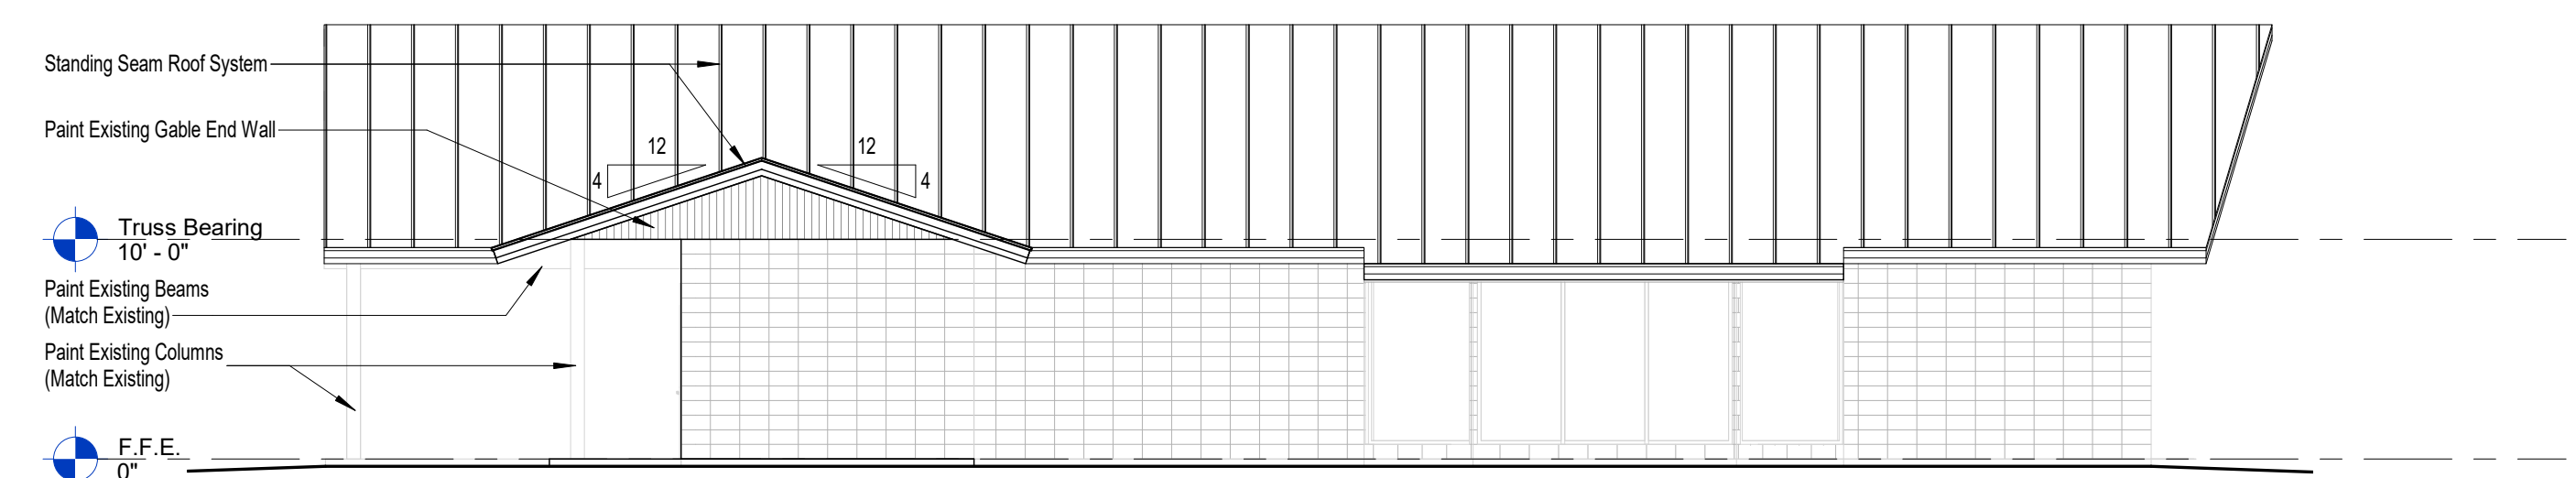 Standing Seam Roof System
Paint Existing Gable End Wall
12
12
4
4
Truss Bearing
10' - 0"
Paint Existing Beams
(Match Existing)
Paint Existing Columns
(Match Existing)
F.F.E.
0"